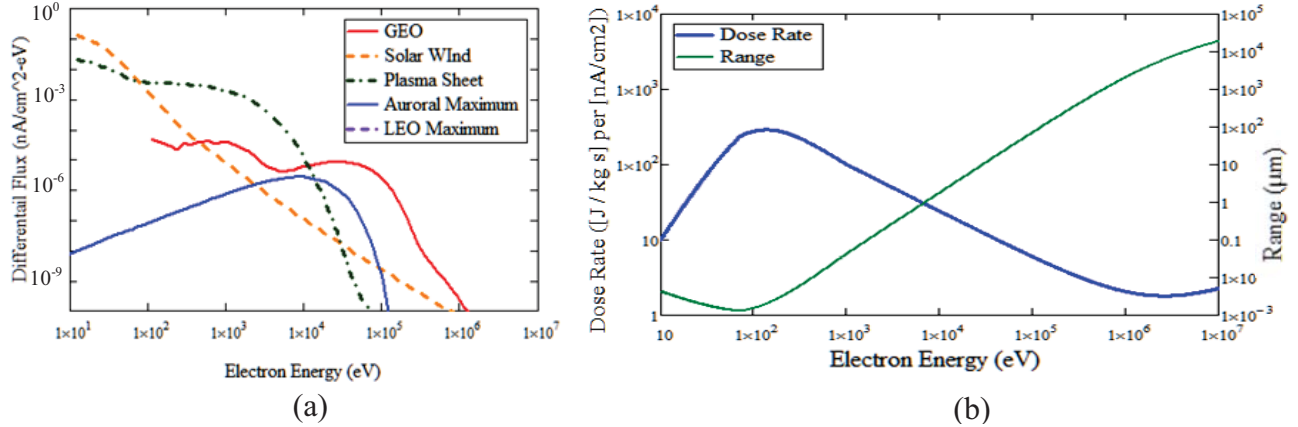 10^0
10^-3
10^-6
10^-9
Differentail Flux (nA/cm^2-eV)
GEO
Solar WInd
Plasma Sheet
Auroral Maximum
LEO Maximum
1×10^1
1×10^2
1×10^3
1×10^4
1×10^5
1×10^6
1×10^7
Electron Energy (eV)
(a)
1×10^4
1×10^3
1×10^2
10
1
Dose Rate ([J / kg s] per [nA/cm2])
Dose Rate
Range
1×10^5
1×10^4
1×10^3
1×10^2
10
1
0.1
1×10
1×10^-3
Range (μm)
10
1×10^2
1×10^3
1×10^4
1×10^5
1×10^6
1×10^7
Electron Energy (eV)
(b)